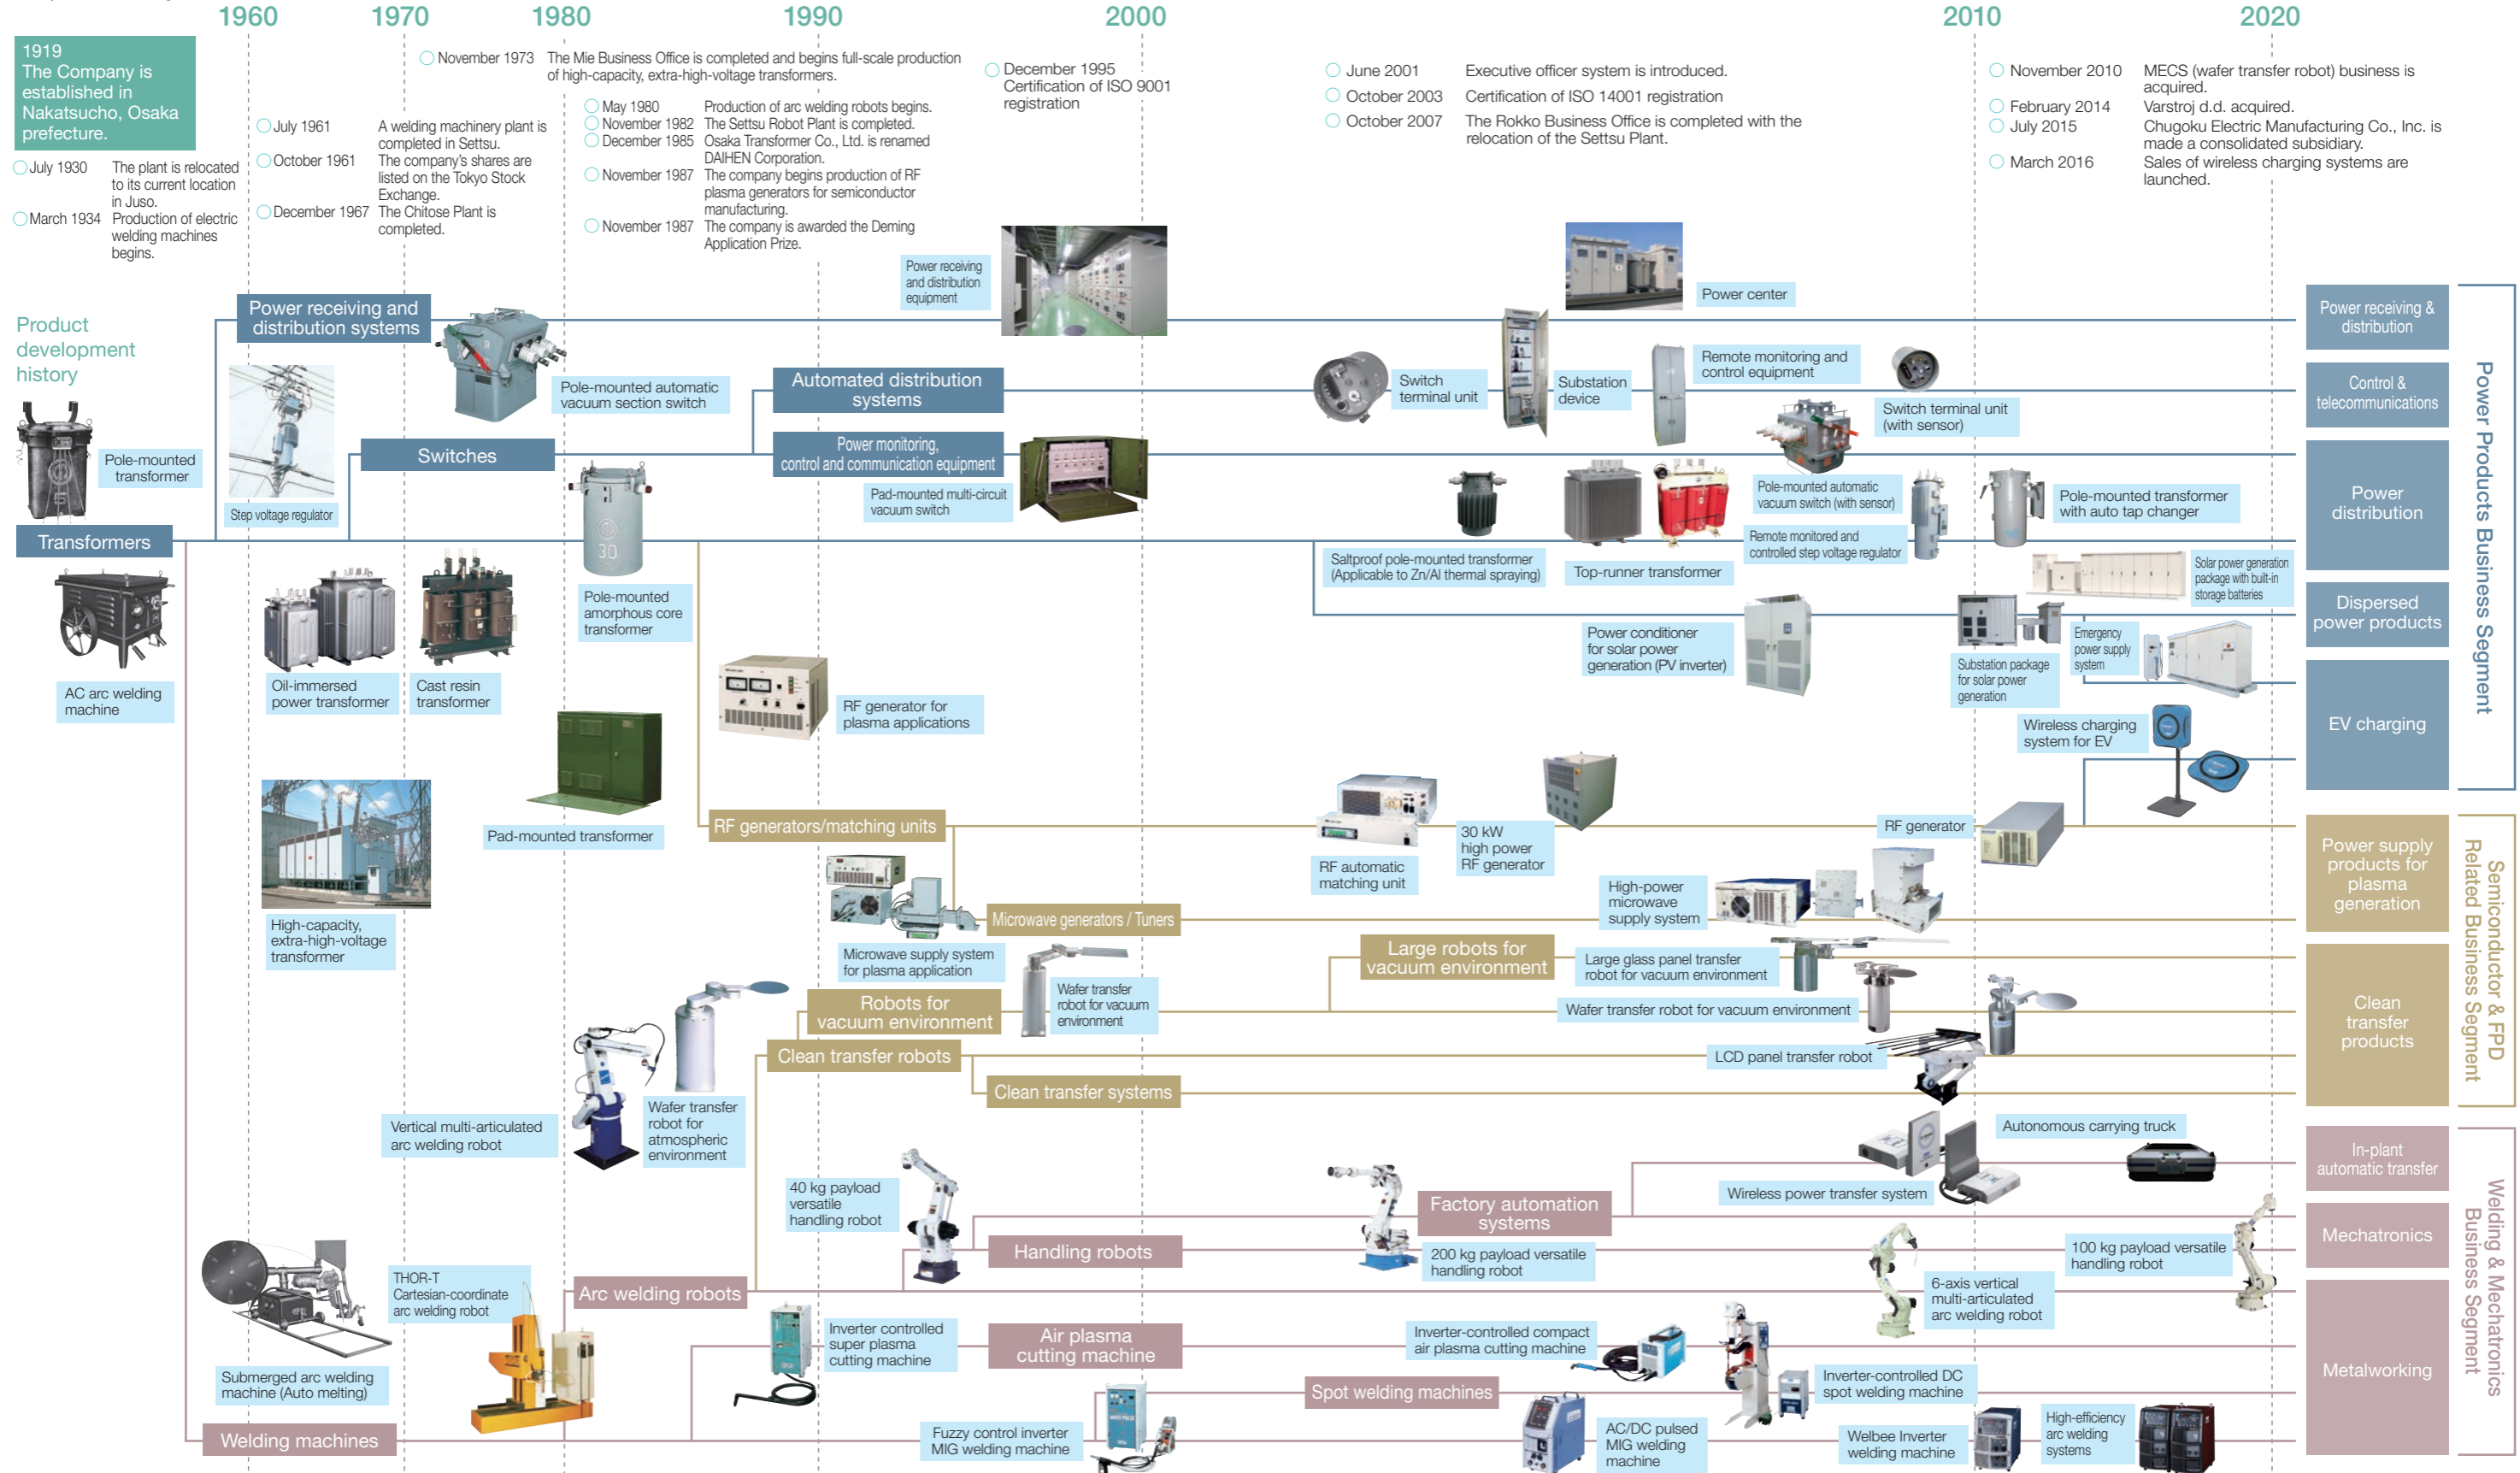 1960
1970
1980
1990
2000
2010
2020
1919
The Company is
established in
Nakatsucho, Osaka
prefecture.
July 1930
The plant is relocated
to its current location
in Juso.
March 1934
Production of electric
welding machines
begins.
July 1961
A welding machinery plant is
completed in Settsu.
October 1961
The company's shares are
listed on the Tokyo Stock
Exchange.
December 1967
The Chitose Plant is
completed.
November 1973
The Mie Business Office is completed and begins full-scale production
of high-capacity, extra-high-voltage transformers.
May 1980
Production of arc welding robots begins.
November 1982
The Settsu Robot Plant is completed.
December 1985
Osaka Transformer Co., Ltd. is renamed
DAIHEN Corporation.
November 1987
The company begins production of RF
plasma generators for semiconductor
manufacturing.
November 1987
The company is awarded the Deming
Application Prize.
December 1995
Certification of ISO 9001
registration
June 2001
Executive officer system is introduced.
October 2003
Certification of ISO 14001 registration
October 2007
The Rokko Business Office is completed with the
relocation of the Settsu Plant.
November 2010
MECS (wafer transfer robot) business is
acquired.
February 2014
Varstroj d.d. acquired.
July 2015
Chugoku Electric Manufacturing Co., Inc. is
made a consolidated subsidiary.
March 2016
Sales of wireless charging systems are
launched.
Product
development
history
Power receiving and
distribution systems
Power receiving
and distribution
equipment
Power center
Power receiving &
distribution
Pole-mounted automatic
vacuum section switch
Automated distribution
systems
Switch
terminal unit
Substation
device
Remote monitoring and
control equipment
Switch terminal unit
(with sensor)
Control &
telecommunications
Pole-mounted
transformer
Step voltage regulator
Switches
Power monitoring,
control and communication equipment
Pad-mounted multi-circuit
vacuum switch
Pole-mounted automatic
vacuum switch (with sensor)
Pole-mounted transformer
with auto tap changer
Power
distribution
Transformers
5
30
Saltproof pole-mounted transformer
(Applicable to Zn/Al thermal spraying)
Top-runner transformer
Remote monitored and
controlled step voltage regulator
Solar power generation
package with built-in
storage batteries
AC arc welding
machine
Oil-immersed
power transformer
Cast resin
transformer
Pole-mounted
amorphous core
transformer
Power conditioner
for solar power
generation (PV inverter)
Substation package
for solar power
generation
Emergency
power supply
system
Dispersed
power products
RF generator for
plasma applications
Wireless charging
system for EV
EV charging
Power Products Business Segment
High-capacity,
extra-high-voltage
transformer
Pad-mounted transformer
RF generators/matching units
RF automatic
matching unit
30 kW
high power
RF generator
RF generator
Power supply
products for
plasma
generation
Microwave generators / Tuners
Microwave supply system
for plasma application
High-power
microwave
supply system
Large robots for
vacuum environment
Large glass panel transfer
robot for vacuum environment
Robots for
vacuum environment
Wafer transfer
robot for vacuum
environment
Wafer transfer robot for vacuum environment
Clean transfer robots
LCD panel transfer robot
Clean transfer systems
Clean
transfer
products
Semiconductor & FPD
Related Business Segment
Vertical multi-articulated
arc welding robot
Wafer transfer
robot for
atmospheric
environment
40 kg payload
versatile
handling robot
Factory automation
systems
Wireless power transfer system
Autonomous carrying truck
In-plant
automatic transfer
Handling robots
200 kg payload versatile
handling robot
100 kg payload versatile
handling robot
Mechatronics
THOR-T
Cartesian-coordinate
arc welding robot
Arc welding robots
6-axis vertical
multi-articulated
arc welding robot
Submerged arc welding
machine (Auto melting)
Inverter controlled
super plasma
cutting machine
Air plasma
cutting machine
Inverter-controlled compact
air plasma cutting machine
Spot welding machines
Inverter-controlled DC
spot welding machine
Metalworking
Welding machines
Fuzzy control inverter
MIG welding machine
AC/DC pulsed
MIG welding
machine
Welbee Inverter
welding machine
High-efficiency
arc welding
systems
Welding & Mechatronics
Business Segment